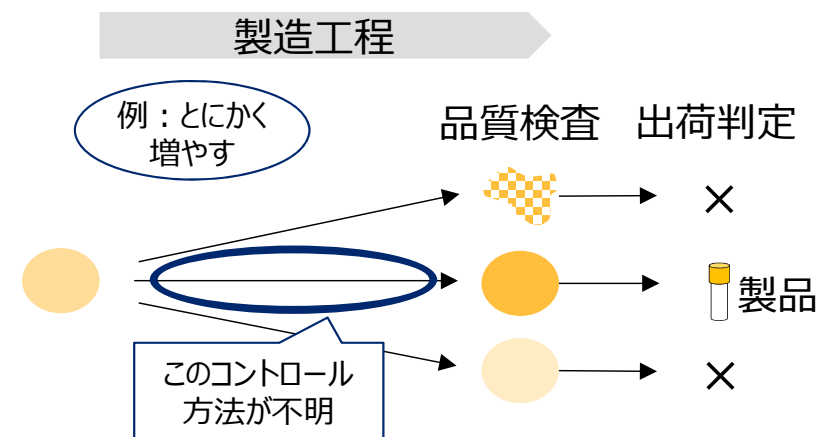 製造工程
例：とにかく
増やす
品質検査
出荷判定
×
製品
×
このコントロール
方法が不明